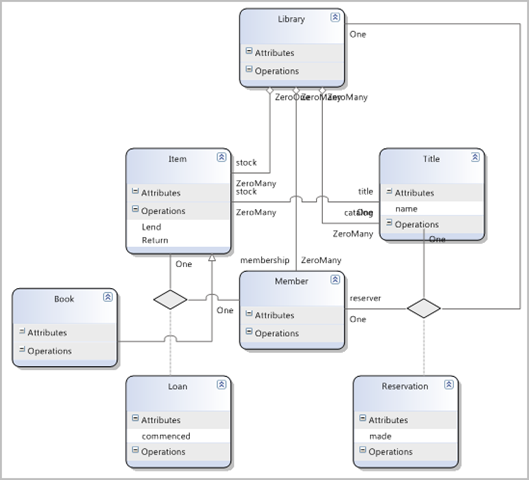 Library
One
Attributes
Operations
ZeroOne
ZeroMany
ZeroMany
Item
stock
Title
Attributes
ZeroMany
stock
title
Attributes
Operations
ZeroMany
catalog
One
name
Lend
ZeroMany
Operations
Return
One
One
membership
ZeroMany
Book
Member
reserver
Attributes
One
Attributes
One
Operations
Operations
Loan
Reservation
Attributes
Attributes
commenced
made
Operations
Operations